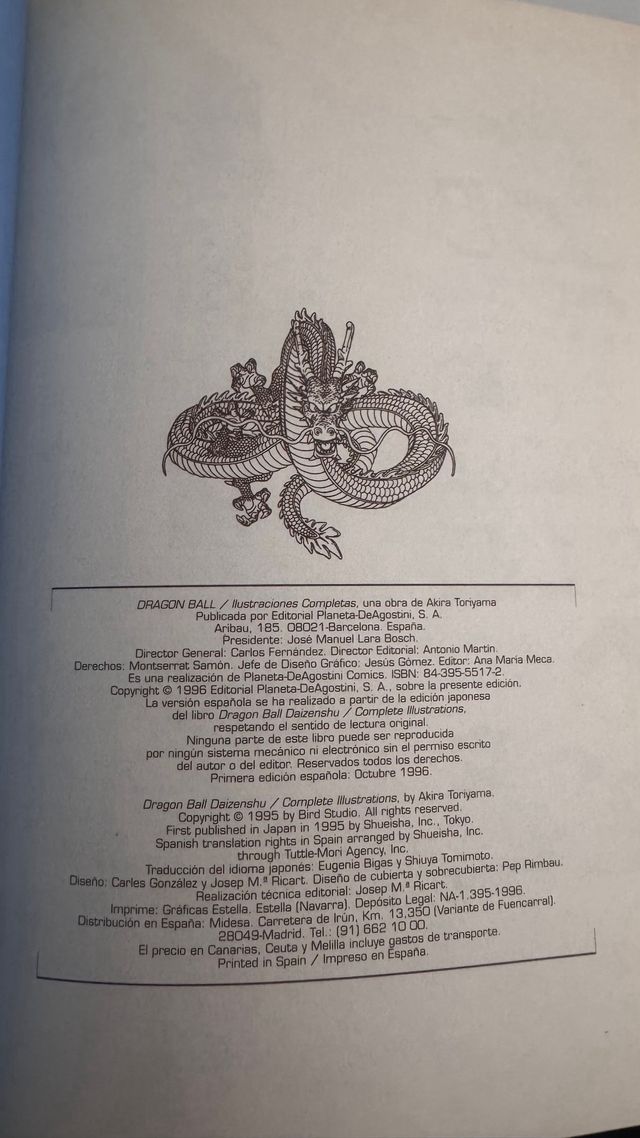 DRAGON BALL / Ilustraciones Completas, una obra de Akira Toriyama
Publicada por Editorial Planeta-DeAgostini, S. A.
Aribau, 185. 08021-Barcelona. España.
Presidente: José Manuel Lara Bosch.
Director General: Carlos Fernández. Director Editorial: Antonio Martín.
Derechos: Montserrat Samón. Jefe de Diseño Gráfico: Jesús Gómez. Editor: Ana María Meca.
Es una realización de Planeta-DeAgostini Comics. ISBN: 84-395-5517-2.
Copyright © 1996 Editorial Planeta-DeAgostini, S. A., sobre la presente edición.
La versión española se ha realizado a partir de la edición japonesa
del libro Dragon Ball Daizenshu / Complete Illustrations,
respetando el sentido de lectura original.
Ninguna parte de este libro puede ser reproducida
por ningún sistema mecánico ni electrónico sin el permiso escrito
del autor o del editor. Reservados todos los derechos.
Primera edición española: Octubre 1996.
Dragon Ball Daizenshu / Complete Illustrations, by Akira Toriyama.
Copyright © 1995 by Bird Studio. All rights reserved.
First published in Japan in 1995 by Shueisha, Inc., Tokyo.
Spanish translation rights in Spain arranged by Shueisha, Inc.
through Tuttle-Mori Agency, Inc.
Traducción del idioma japonés: Eugenia Bigas y Shiuya Tomimoto.
Diseño: Carles González y Josep M.ª Ricart. Diseño de cubierta y sobrecubierta: Pep Rimbau.
Realización técnica editorial: Josep M.ª Ricart.
Imprime: Gráficas Estella. Estella (Navarra). Depósito Legal: NA-1.395-1996.
Distribución en España: Midesa. Carretera de Irún, Km. 13,350 (Variante de Fuencarral).
28049-Madrid. Tel.: (91) 662 10 00.
El precio en Canarias, Ceuta y Melilla incluye gastos de transporte.
Printed in Spain / Impreso en España.